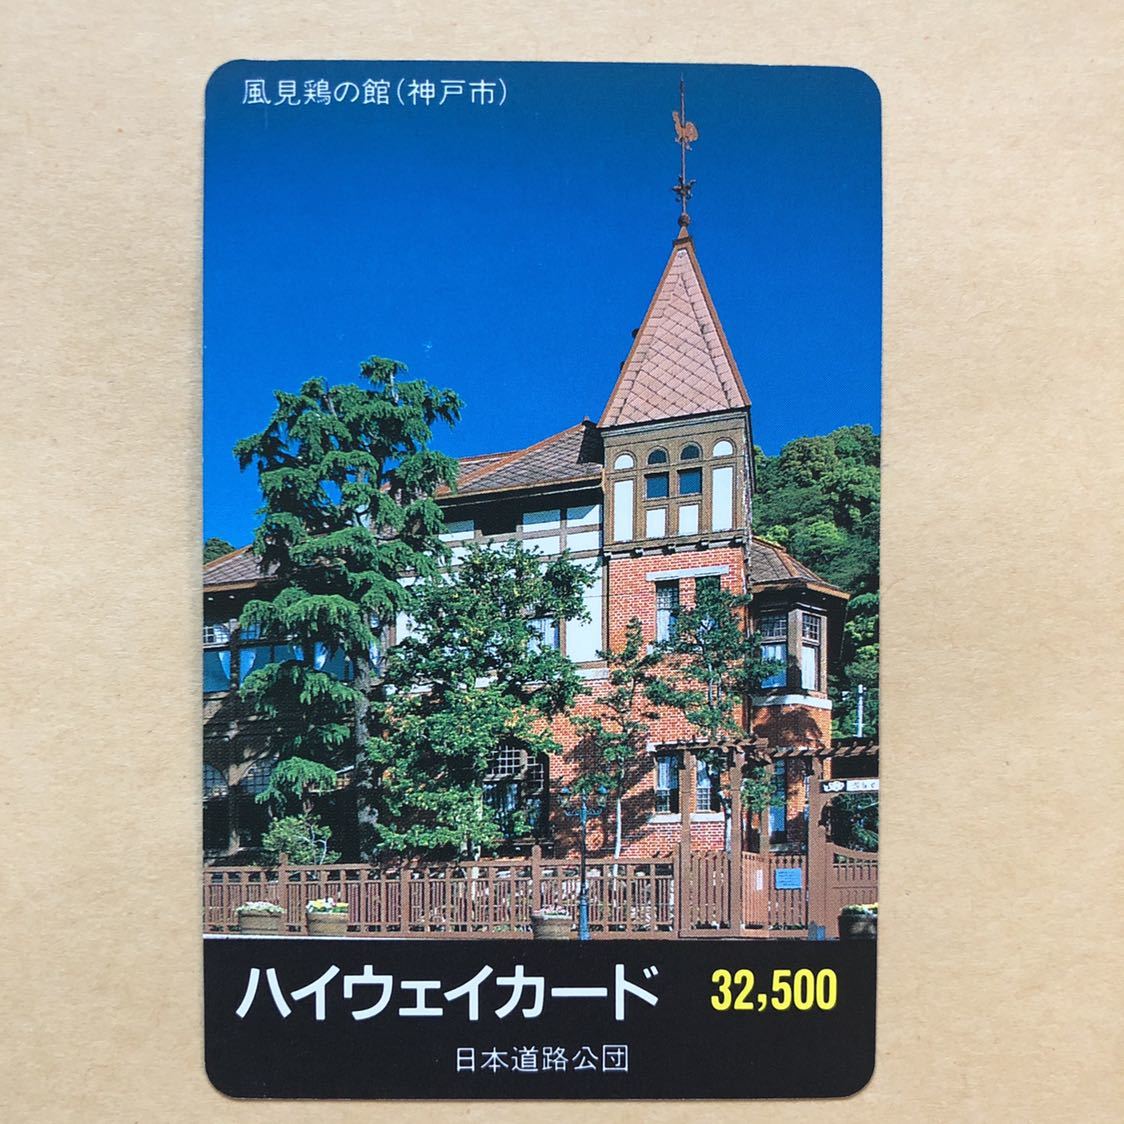 風見鶏の館(神戸市)
ハイウェイカード 32,500
日本道路公団